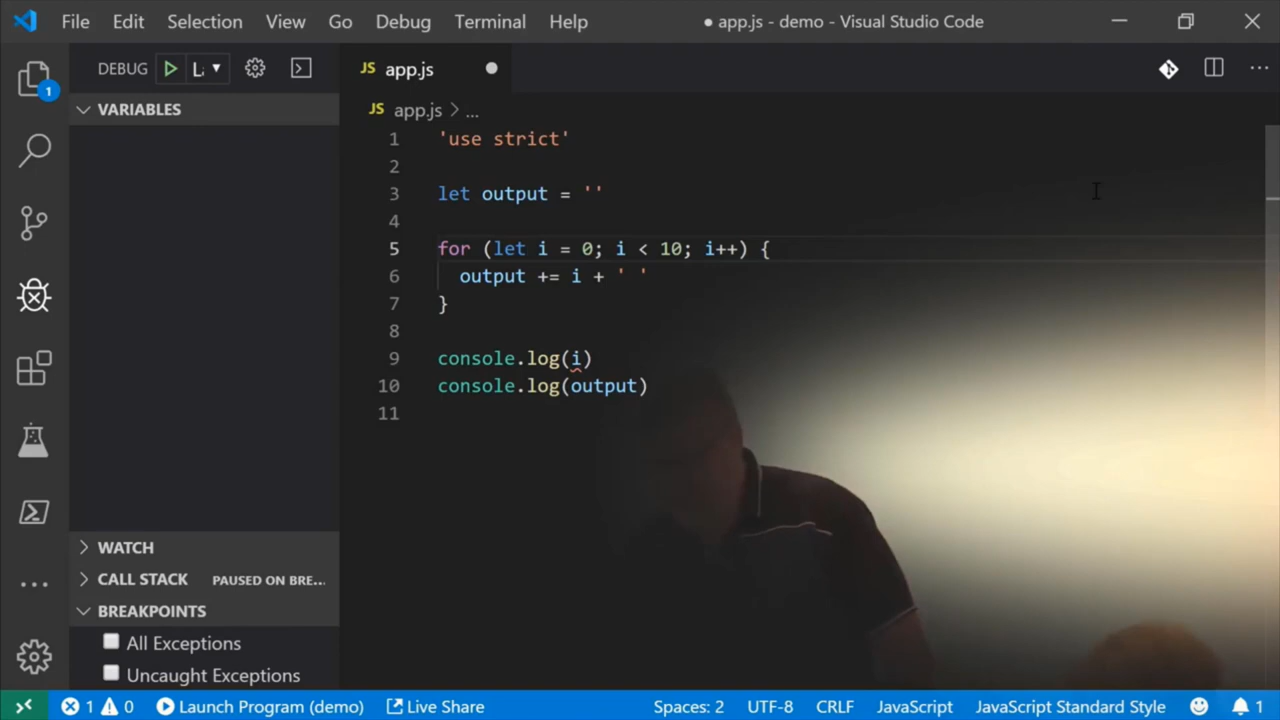 File Edit Selection View Go Debug Terminal Help ● app.js - demo - Visual Studio Code
1
DEBUG
JS app.js
VARIABLES
JS app.js > ...
1 'use strict'
2
3 let output = ''
4
5 for (let i = 0; i < 10; i++) {
6 output += i + ' '
7 }
8
9 console.log(i)
10 console.log(output)
11
WATCH
CALL STACK PAUSED ON BRE...
BREAKPOINTS
All Exceptions
Uncaught Exceptions
1 0 Launch Program (demo) Live Share Spaces: 2 UTF-8 CRLF JavaScript JavaScript Standard Style 1